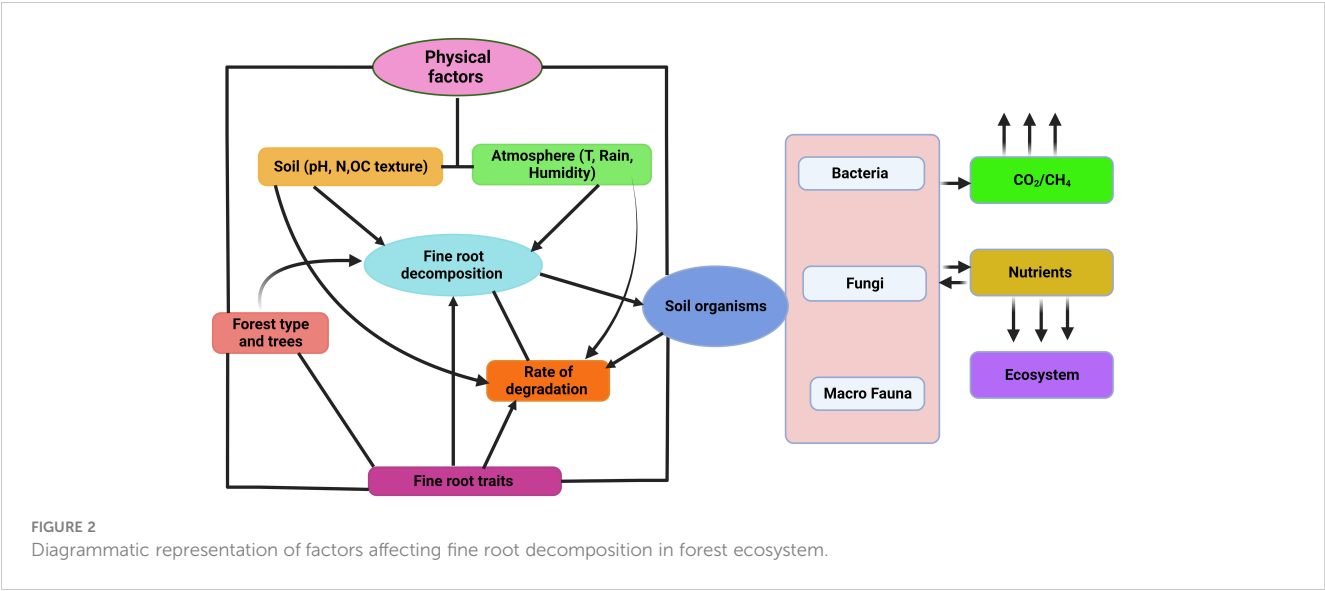 Physical
factors
Soil (pH, N,OC texture)
Atmosphere (T, Rain,
Humidity)
Fine root
decomposition
Forest type
and trees
Rate of
degradation
Fine root traits
Soil organisms
Bacteria
Fungi
Macro Fauna
CO₂/CH₄
Nutrients
Ecosystem
FIGURE 2
Diagrammatic representation of factors affecting fine root decomposition in forest ecosystem.